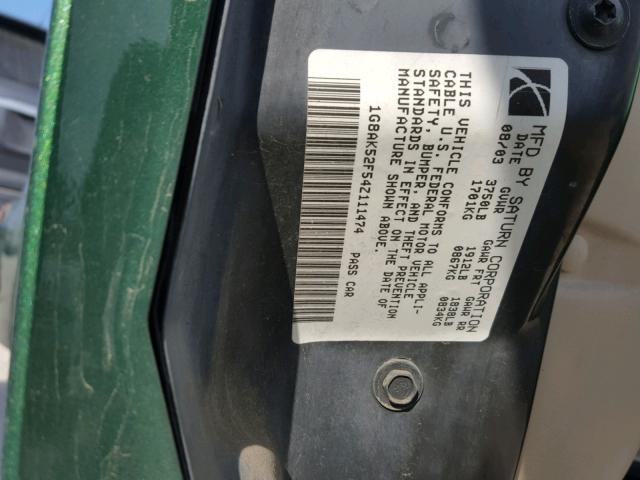 MFD BY SATURN CORPORATION
DATE GVWR GAWR FRT GAWR RR
08/03 3750LB 1912LB 1838LB
1701KG 0867KG 0834KG
THIS VEHICLE CONFORMS TO ALL APPLI-
CABLE U.S. FEDERAL MOTOR VEHICLE
SAFETY, BUMPER, AND THEFT PREVENTION
STANDARDS IN EFFECT ON THE DATE OF
MANUFACTURE SHOWN ABOVE.
1G8AK52F54Z111474 PASS CAR